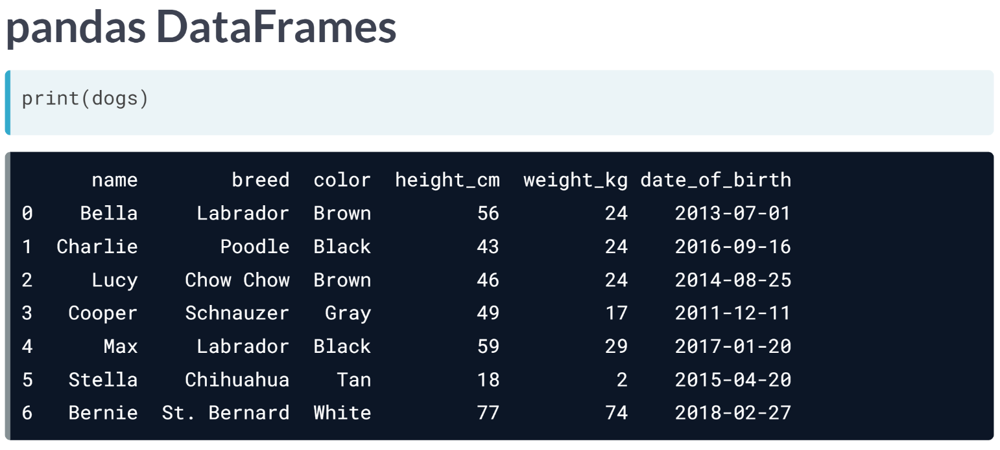 pandas DataFrames
print(dogs)
name breed color height_cm weight_kg date_of_birth
0 Bella Labrador Brown 56 24 2013-07-01
1 Charlie Poodle Black 43 24 2016-09-16
2 Lucy Chow Chow Brown 46 24 2014-08-25
3 Cooper Schnauzer Gray 49 17 2011-12-11
4 Max Labrador Black 59 29 2017-01-20
5 Stella Chihuahua Tan 18 2 2015-04-20
6 Bernie St. Bernard White 77 74 2018-02-27